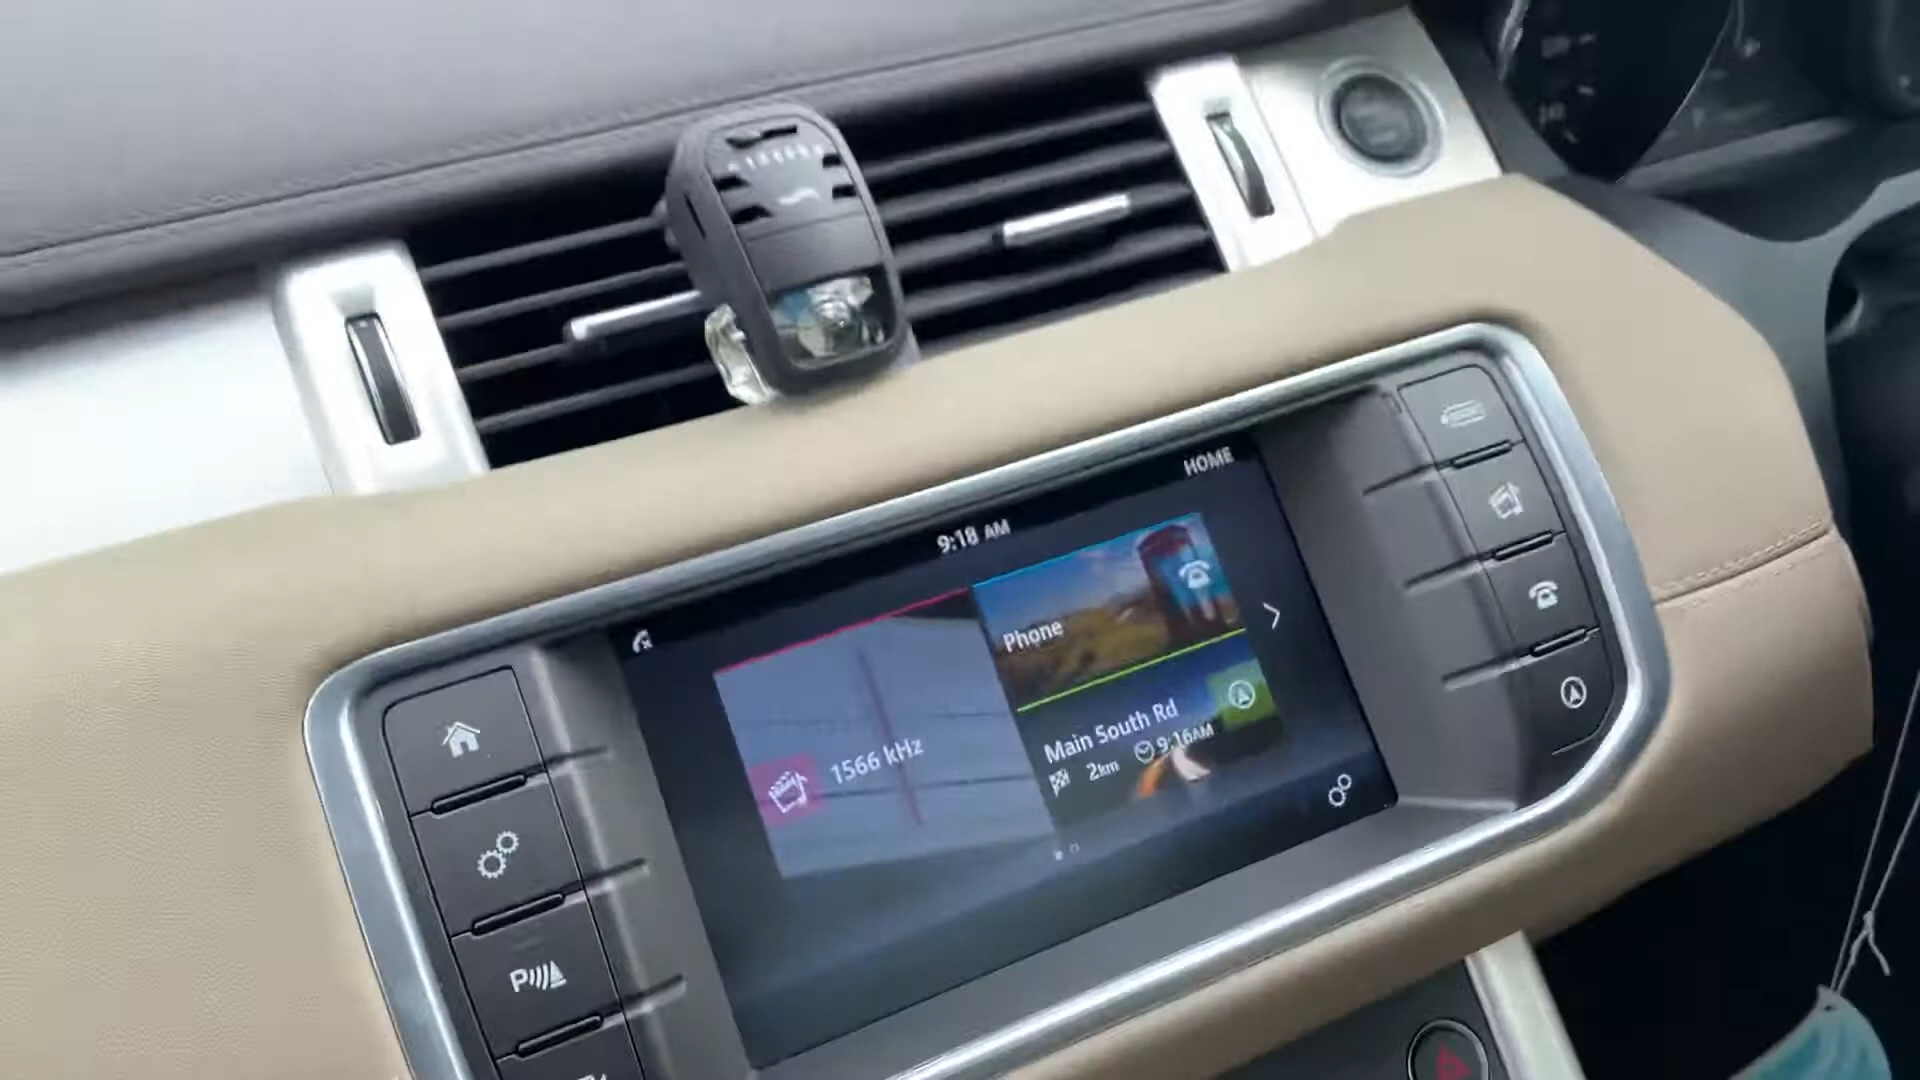 HOME
9:18 AM
Phone
1566 kHz
Main South Rd
2km 9:16AM
P